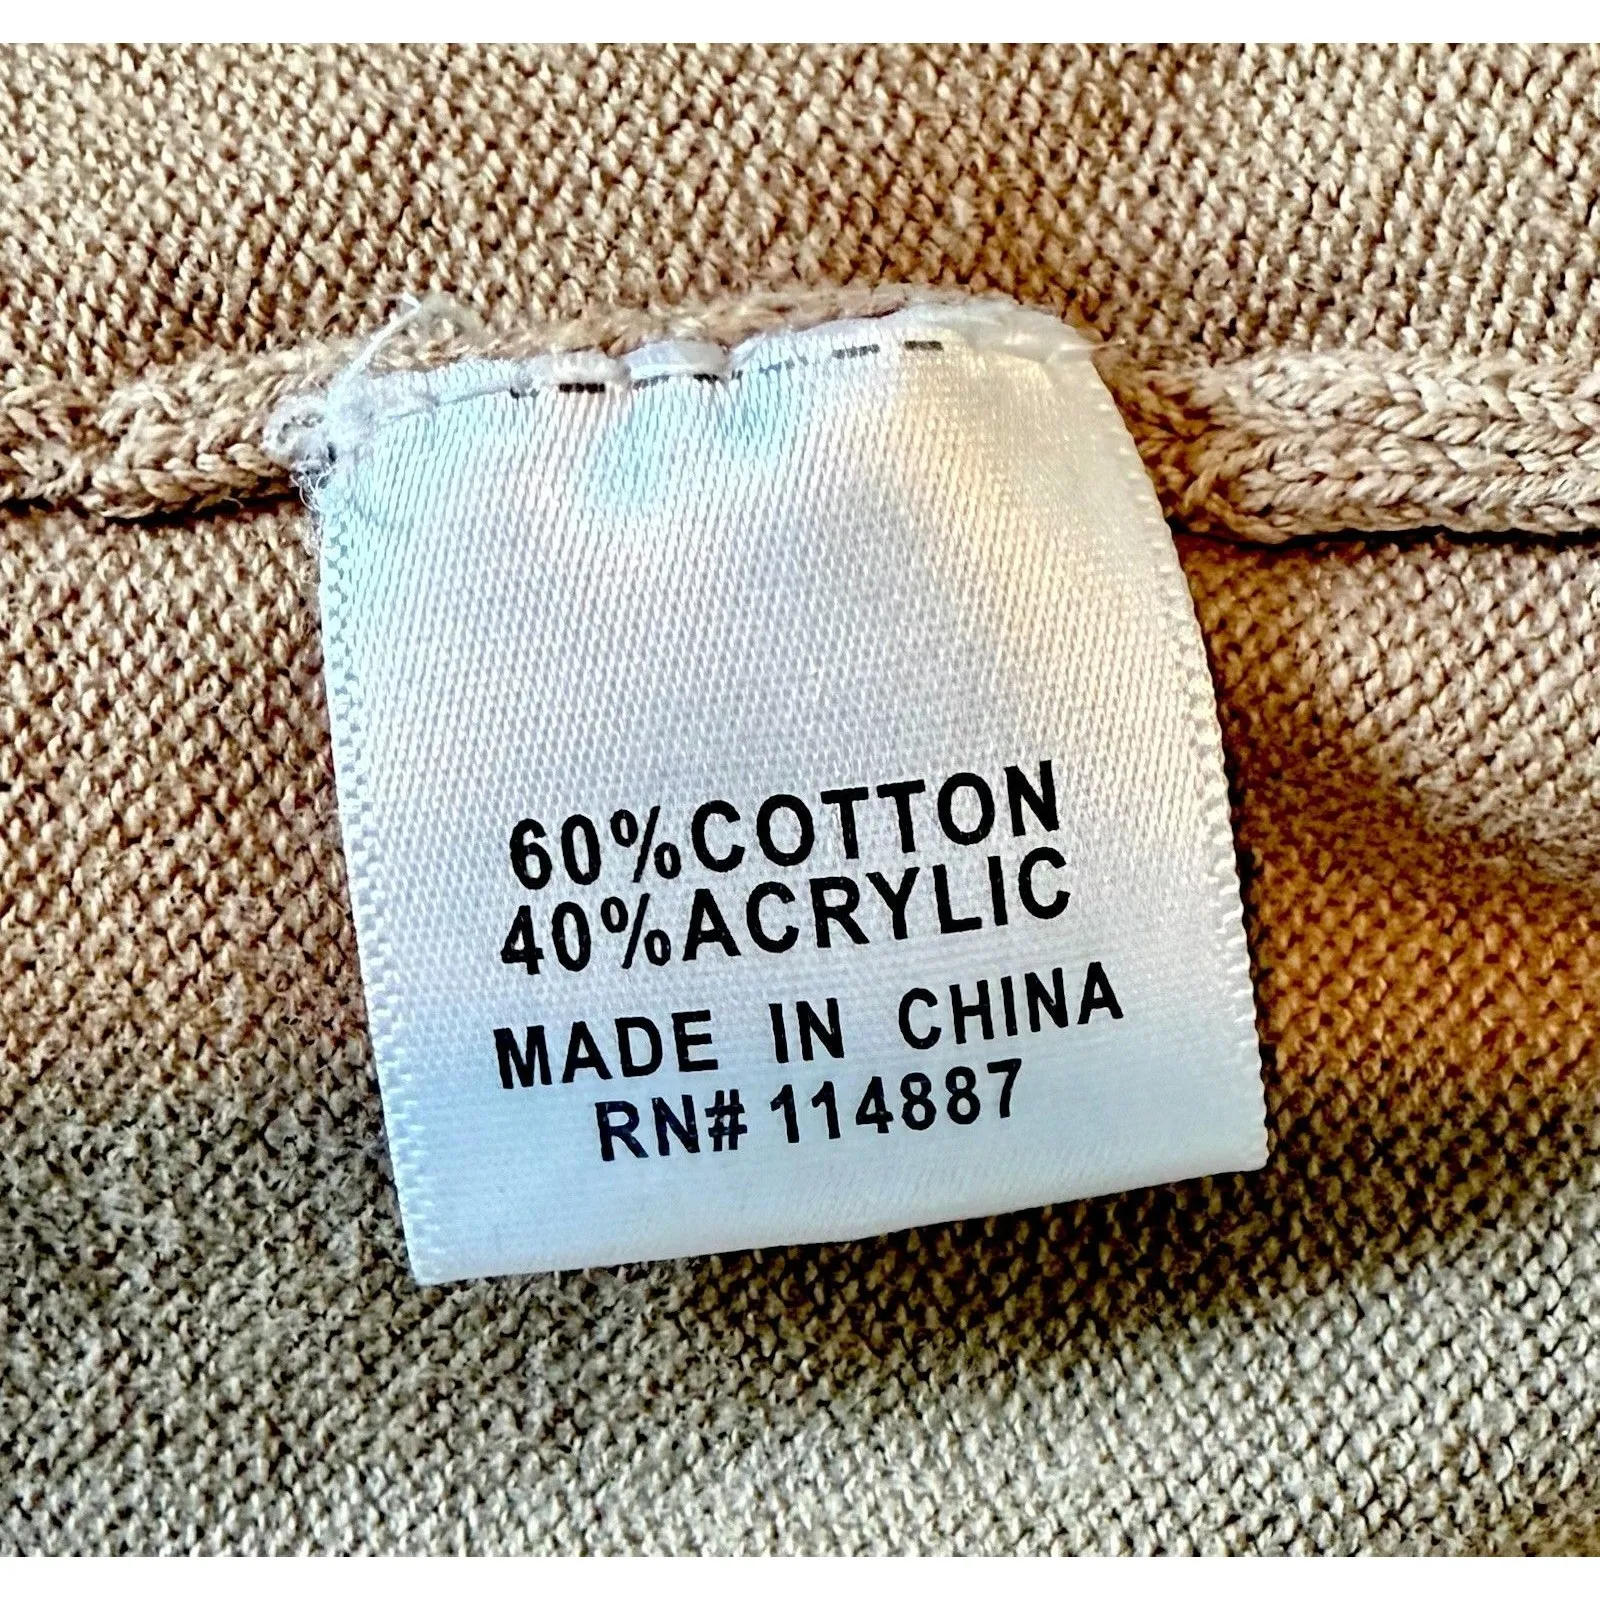 60%COTTON
40%ACRYLIC
MADE IN CHINA
RN# 114887